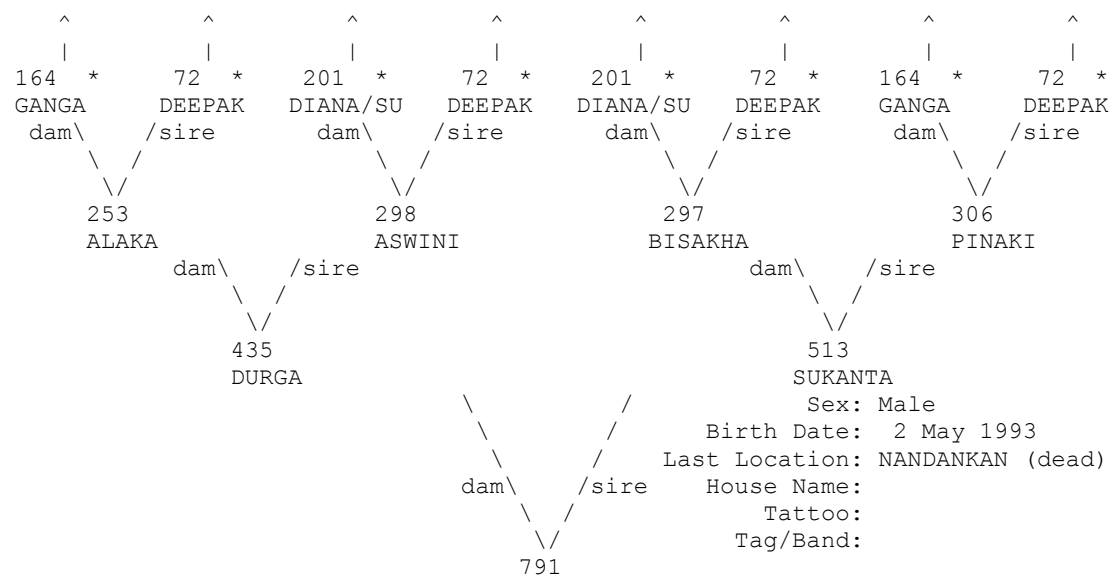 ^ ^ ^ ^ ^ ^ ^ ^
| | | | | | | |
164 * 72 * 201 * 72 * 201 * 72 * 164 * 72 *
GANGA DEEPAK DIANA/SU DEEPAK DIANA/SU DEEPAK GANGA DEEPAK
dam\ /sire dam\ /sire dam\ /sire dam\ /sire
\ / \ / \ / \ /
\/ \/ \/ \/
253 298 297 306
ALAKA ASWINI BISAKHA PINAKI
dam\ /sire dam\ /sire
\ / \ /
\/ \/
435 513
DURGA SUKANTA
\ / Sex: Male
\ / Birth Date: 2 May 1993
\ / Last Location: NANDANKAN (dead)
dam\ /sire House Name:
\ / Tattoo:
\/ Tag/Band:
791